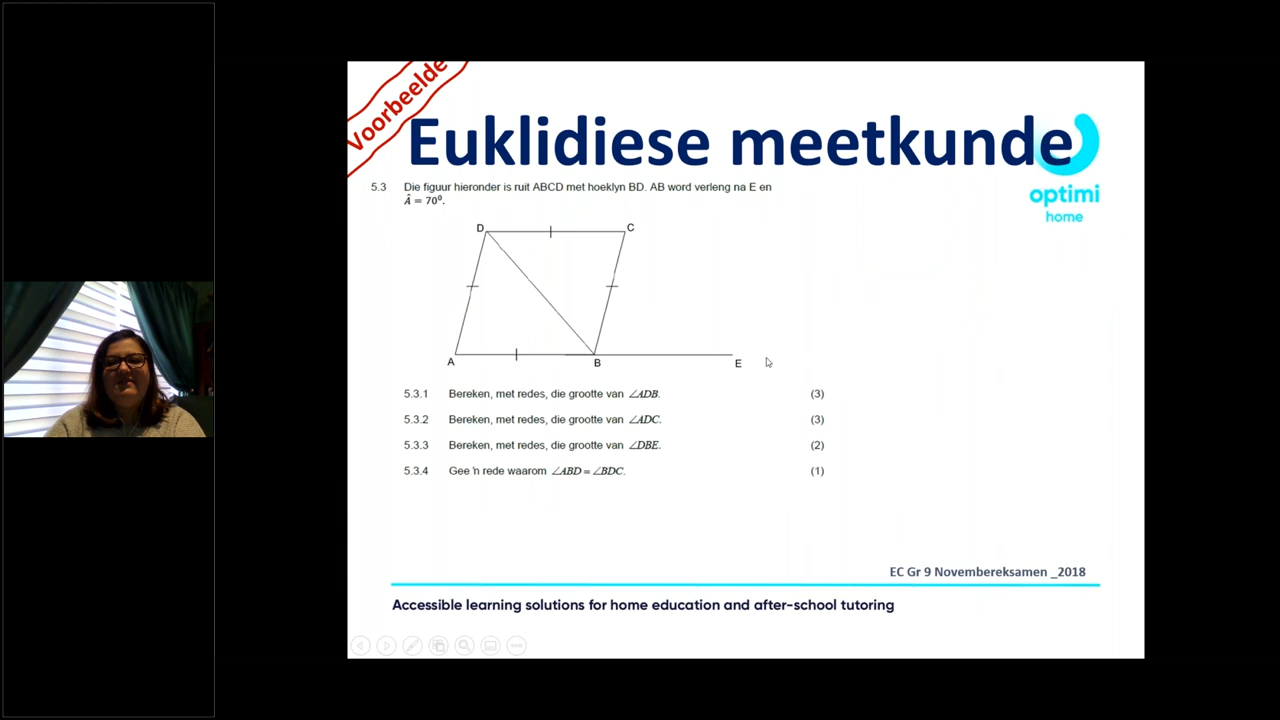 Voorbeelde
Euklidiese meetkunde
optimi
home
5.3 Die figuur hieronder is ruit ABCD met hoeklyn BD. AB word verleng na E en
Â = 70⁰.
D C
A B E
5.3.1 Bereken, met redes, die grootte van ∠ADB. (3)
5.3.2 Bereken, met redes, die grootte van ∠ADC. (3)
5.3.3 Bereken, met redes, die grootte van ∠DBE. (2)
5.3.4 Gee 'n rede waarom ∠ABD = ∠BDC. (1)
EC Gr 9 Novembereksamen _2018
Accessible learning solutions for home education and after-school tutoring